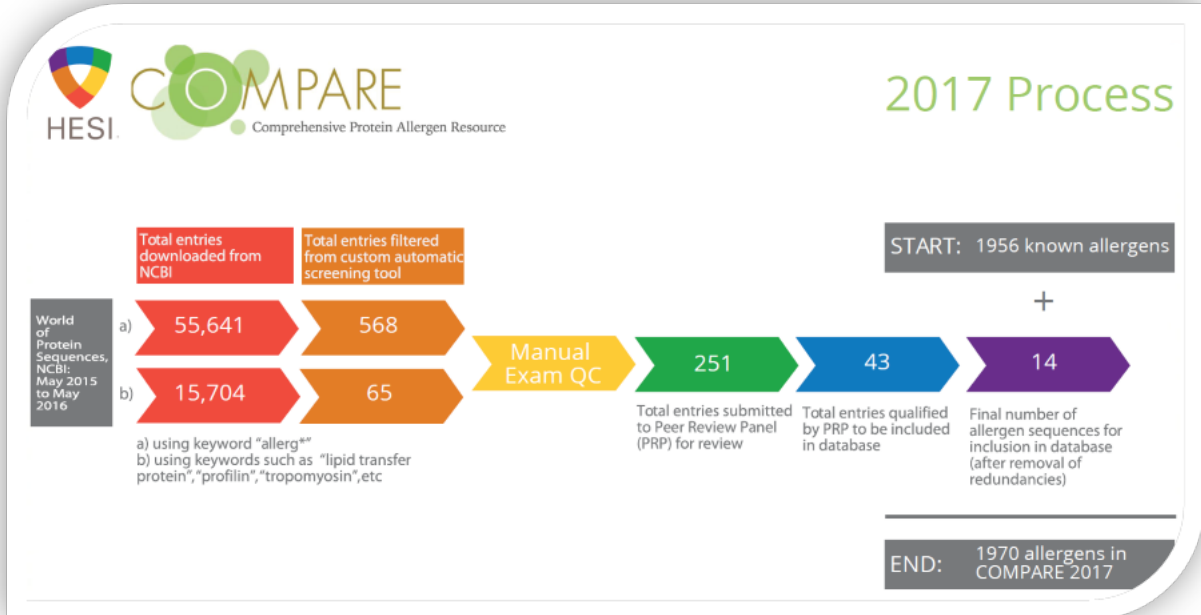 HESI
COMPARE
Comprehensive Protein Allergen Resource
2017 Process
Total entries
downloaded from
NCBI
Total entries filtered
from custom automatic
screening tool
START: 1956 known allergens
+
World
of
Protein
Sequences,
NCBI:
May 2015
to May
2016
a)
55,641
568
b)
15,704
65
Manual
Exam QC
251
43
14
a) using keyword "allerg*"
b) using keywords such as "lipid transfer
protein","profilin","tropomyosin",etc
Total entries submitted
to Peer Review Panel
(PRP) for review
Total entries qualified
by PRP to be included
in database
Final number of
allergen sequences for
inclusion in database
(after removal of
redundancies)
END: 1970 allergens in
COMPARE 2017